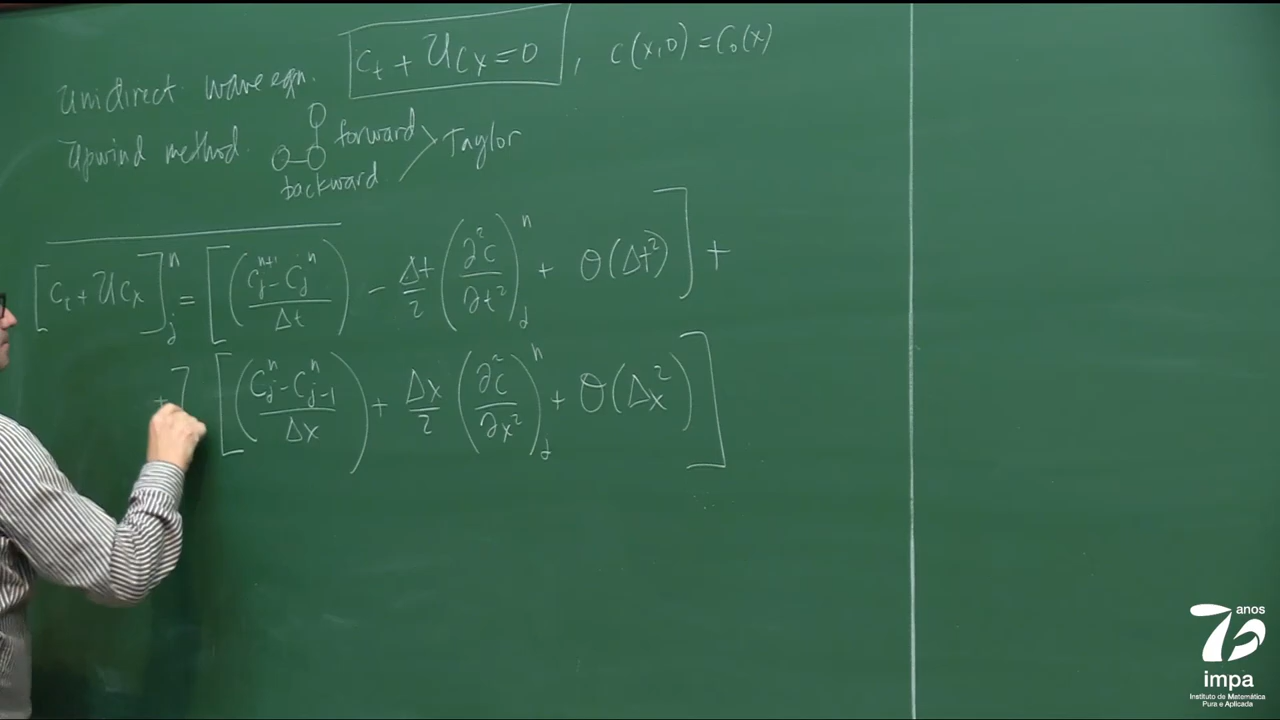 Unidirect. wave eqn. C_t + U C_x = 0 , C(x,0) = C_0(x)
Upwind method. forward > Taylor
backward
[C_t + U C_x]_j^n = [ ( (C_j^{n+1} - C_j^n) / Δt ) - Δt/2 ( ∂²C/∂t² )_j^n + O(Δt²) ] +
+ [ ( (C_j^n - C_{j-1}^n) / Δx ) + Δx/2 ( ∂²C/∂x² )_j^n + O(Δx²) ]
anos
impa
Instituto de Matemática
Pura e Aplicada